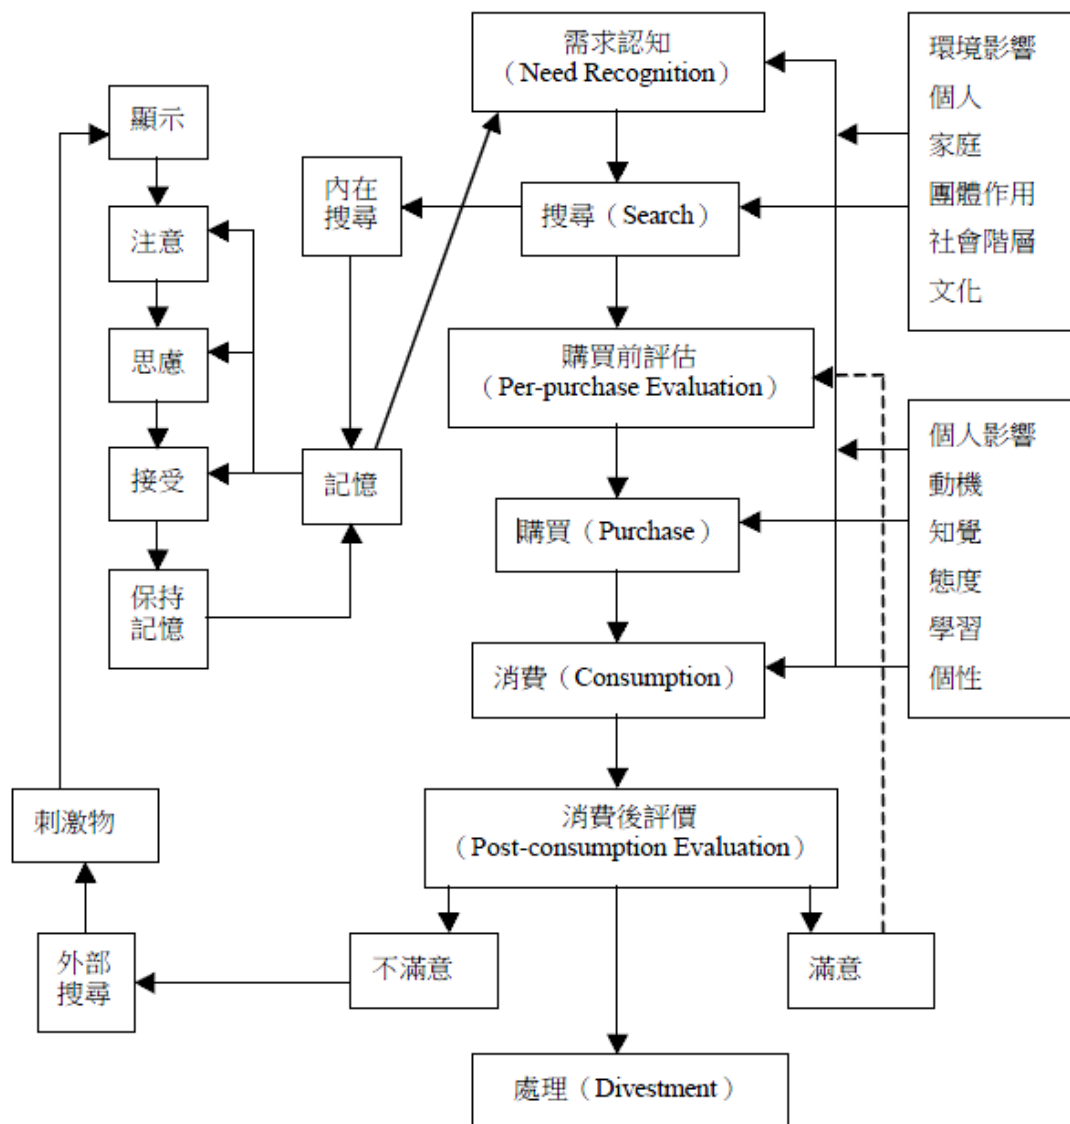 需求認知
（Need Recognition）
環境影響
個人
家庭
團體作用
社會階層
文化
顯示
內在
搜尋
搜尋（Search）
注意
思慮
購買前評估
（Per-purchase Evaluation）
個人影響
動機
知覺
態度
學習
個性
接受
記憶
購買（Purchase）
保持
記憶
消費（Consumption）
刺激物
消費後評價
（Post-consumption Evaluation）
外部
搜尋
不滿意
滿意
處理（Divestment）